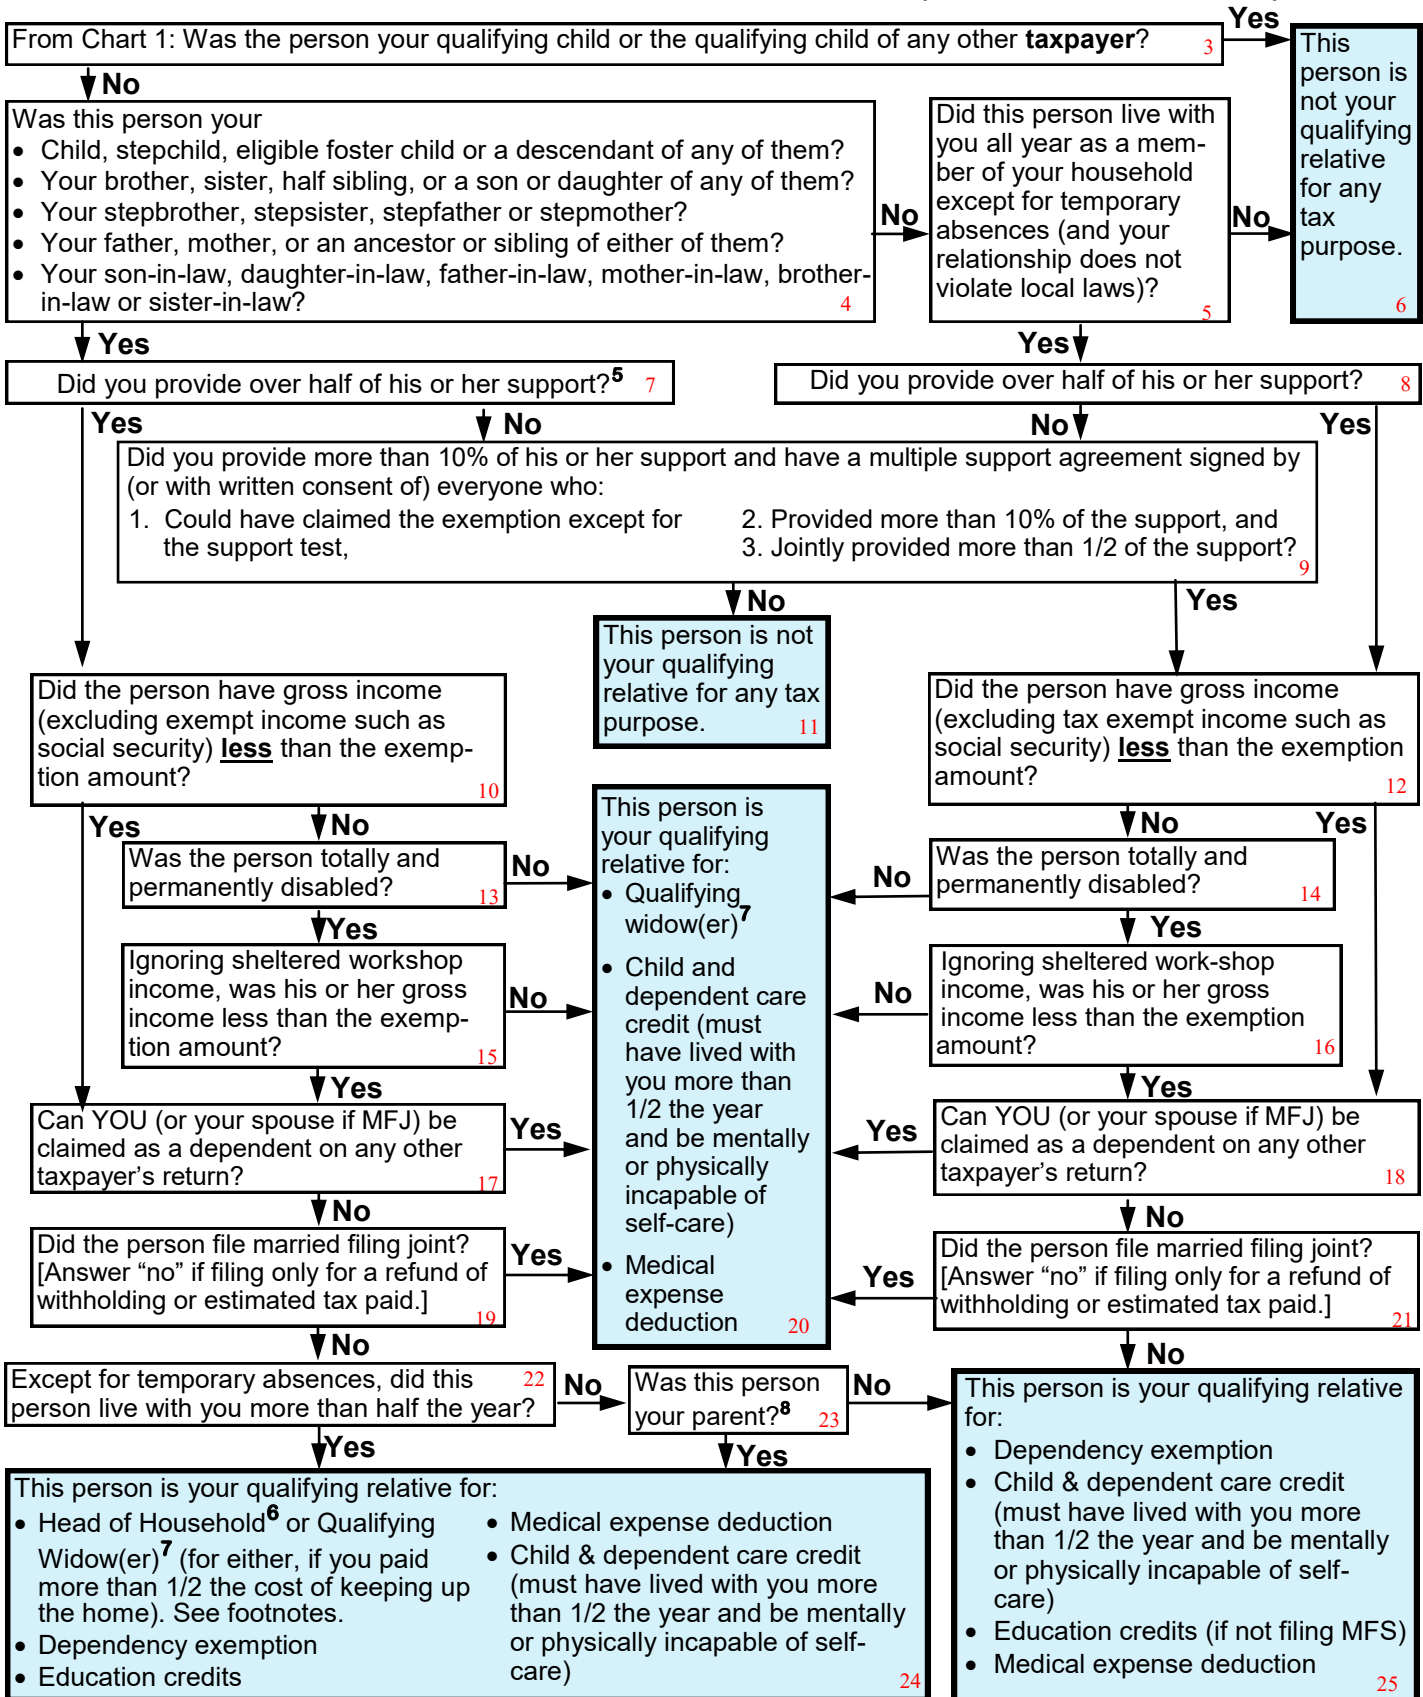 Yes
From Chart 1: Was the person your qualifying child or the qualifying child of any other taxpayer? 3
This
person is
not your
qualifying
relative
for any
tax
purpose.
6
No
Was this person your
• Child, stepchild, eligible foster child or a descendant of any of them?
• Your brother, sister, half sibling, or a son or daughter of any of them?
• Your stepbrother, stepsister, stepfather or stepmother?
• Your father, mother, or an ancestor or sibling of either of them?
• Your son-in-law, daughter-in-law, father-in-law, mother-in-law, brother-
in-law or sister-in-law? 4
No
Did this person live with
you all year as a mem-
ber of your household
except for temporary
absences (and your
relationship does not
violate local laws)?
5
No
Yes
Yes
Did you provide over half of his or her support?5 7
Did you provide over half of his or her support? 8
Yes
No
No
Yes
Did you provide more than 10% of his or her support and have a multiple support agreement signed by
(or with written consent of) everyone who:
1. Could have claimed the exemption except for
the support test,
2. Provided more than 10% of the support, and
3. Jointly provided more than 1/2 of the support?
9
No
Yes
This person is not
your qualifying
relative for any tax
purpose. 11
Did the person have gross income
(excluding exempt income such as
social security) less than the exemp-
tion amount?
10
Did the person have gross income
(excluding tax exempt income such as
social security) less than the exemption
amount?
12
Yes
No
No
Yes
Was the person totally and
permanently disabled? 13
No
Was the person totally and
permanently disabled? 14
No
Yes
Yes
Ignoring sheltered workshop
income, was his or her gross
income less than the exemp-
tion amount? 15
No
Ignoring sheltered work-shop
income, was his or her gross
income less than the exemption
amount? 16
No
Yes
Yes
Can YOU (or your spouse if MFJ) be
claimed as a dependent on any other
taxpayer's return? 17
Yes
Can YOU (or your spouse if MFJ) be
claimed as a dependent on any other
taxpayer's return? 18
Yes
No
No
Did the person file married filing joint?
[Answer “no” if filing only for a refund of
withholding or estimated tax paid.]
19
Yes
Did the person file married filing joint?
[Answer “no” if filing only for a refund of
withholding or estimated tax paid.]
21
Yes
No
No
This person is
your qualifying
relative for:
• Qualifying
widow(er)7
• Child and
dependent care
credit (must
have lived with
you more than
1/2 the year
and be mentally
or physically
incapable of
self-care)
• Medical
expense
deduction 20
Except for temporary absences, did this 22
person live with you more than half the year?
No
Was this person
your parent?8 23
No
Yes
Yes
This person is your qualifying relative for:
• Head of Household6 or Qualifying
Widow(er)7 (for either, if you paid
more than 1/2 the cost of keeping up
the home). See footnotes.
• Dependency exemption
• Education credits
• Medical expense deduction
• Child & dependent care credit
(must have lived with you more
than 1/2 the year and be mentally
or physically incapable of self-
care)
24
This person is your qualifying relative
for:
• Dependency exemption
• Child & dependent care credit
(must have lived with you more
than 1/2 the year and be mentally
or physically incapable of self-
care)
• Education credits (if not filing MFS)
• Medical expense deduction
25